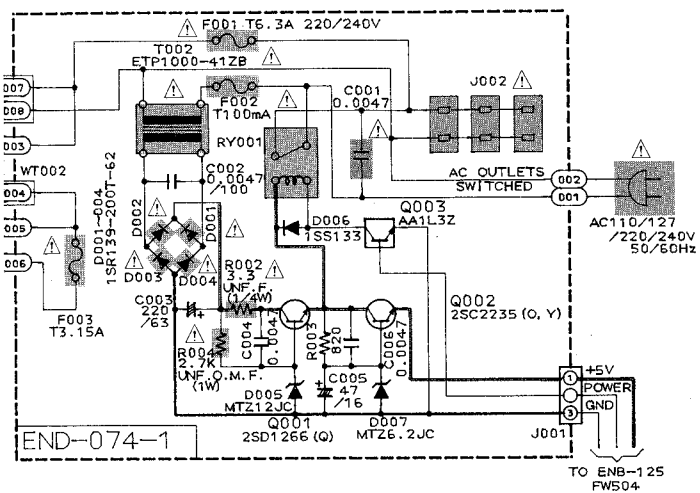 F001 T6.3A 220/240V
T002
ETP1000-41ZB
007
F002
T100mA
C001
0.0047
J002
008
RY001
003
WT002
C002
0.0047
/100
AC OUTLETS
SWITCHED
002
001
004
D001-004
1SR139-200T-62
Q003
AA1L3Z
AC110/127
/220/240V
50/60Hz
005
D002
D001
D006
1SS133
006
D003
D004
R002
3.3
UNF.F.
(1/4W)
Q002
2SC2235 (O, Y)
F003
T3.15A
C003
220
/63
C004
0.0047
R003
820
C006
0.0047
R004
2.7K
UNF.O.M.F.
(1W)
D005
MTZ12JC
C005
47
/16
+5V
1
POWER
GND
3
Q001
2SD1266 (Q)
D007
MTZ6.2JC
J001
END-074-1
TO ENB-125
FW504